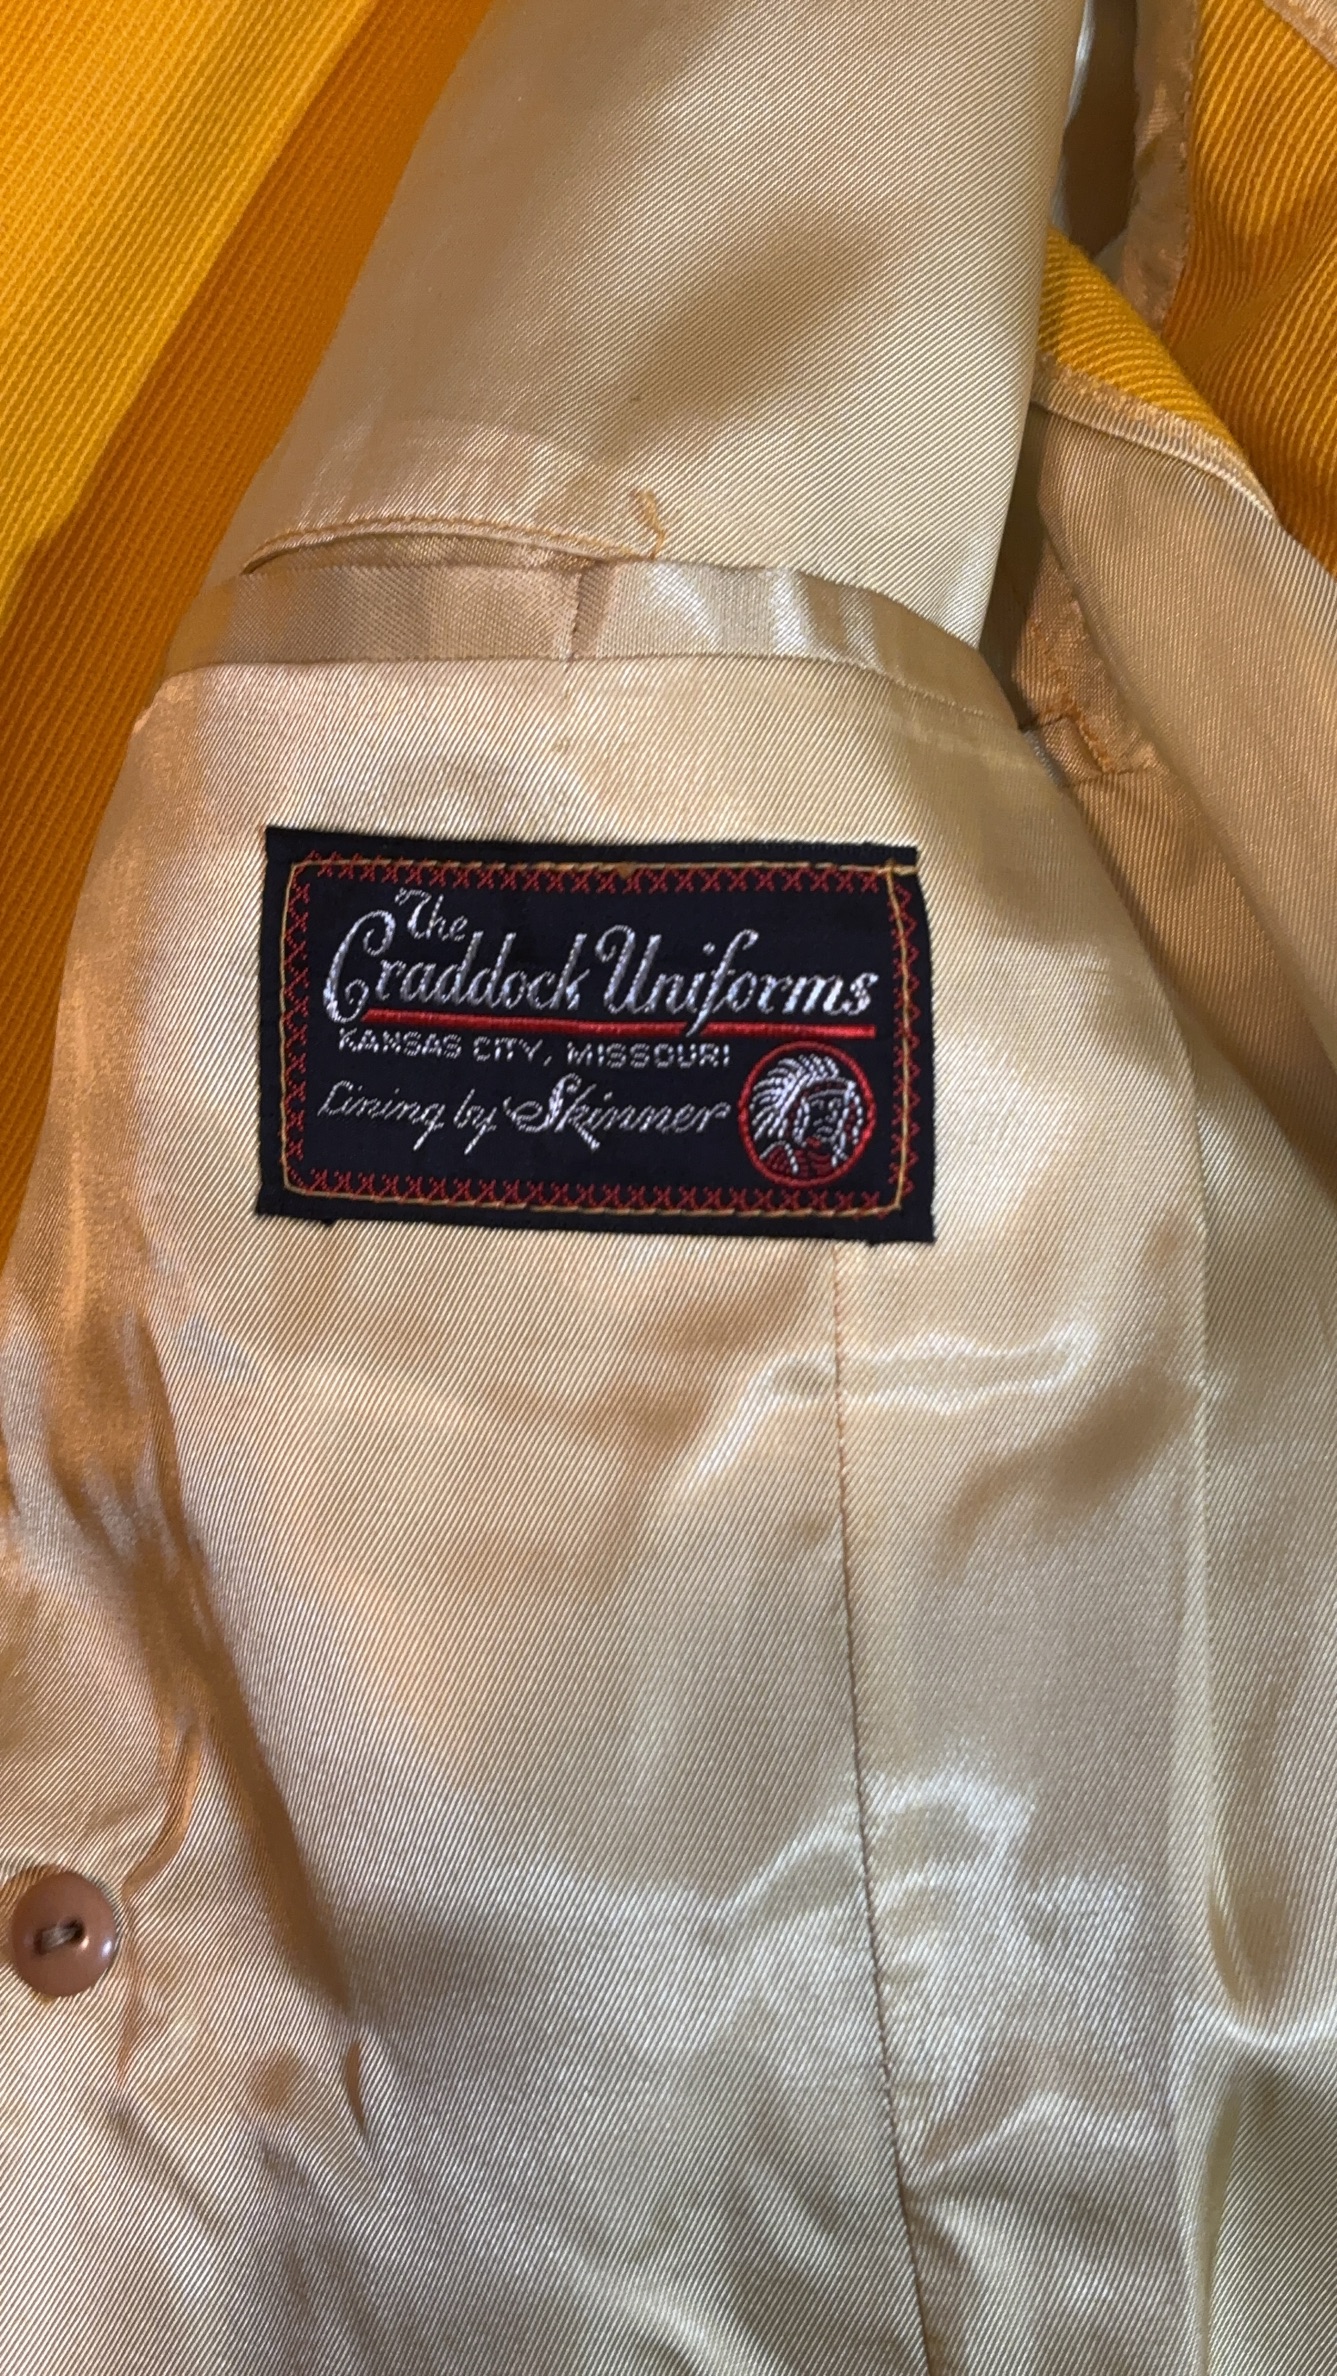 The
Craddock Uniforms
KANSAS CITY, MISSOURI
Lining by Skinner